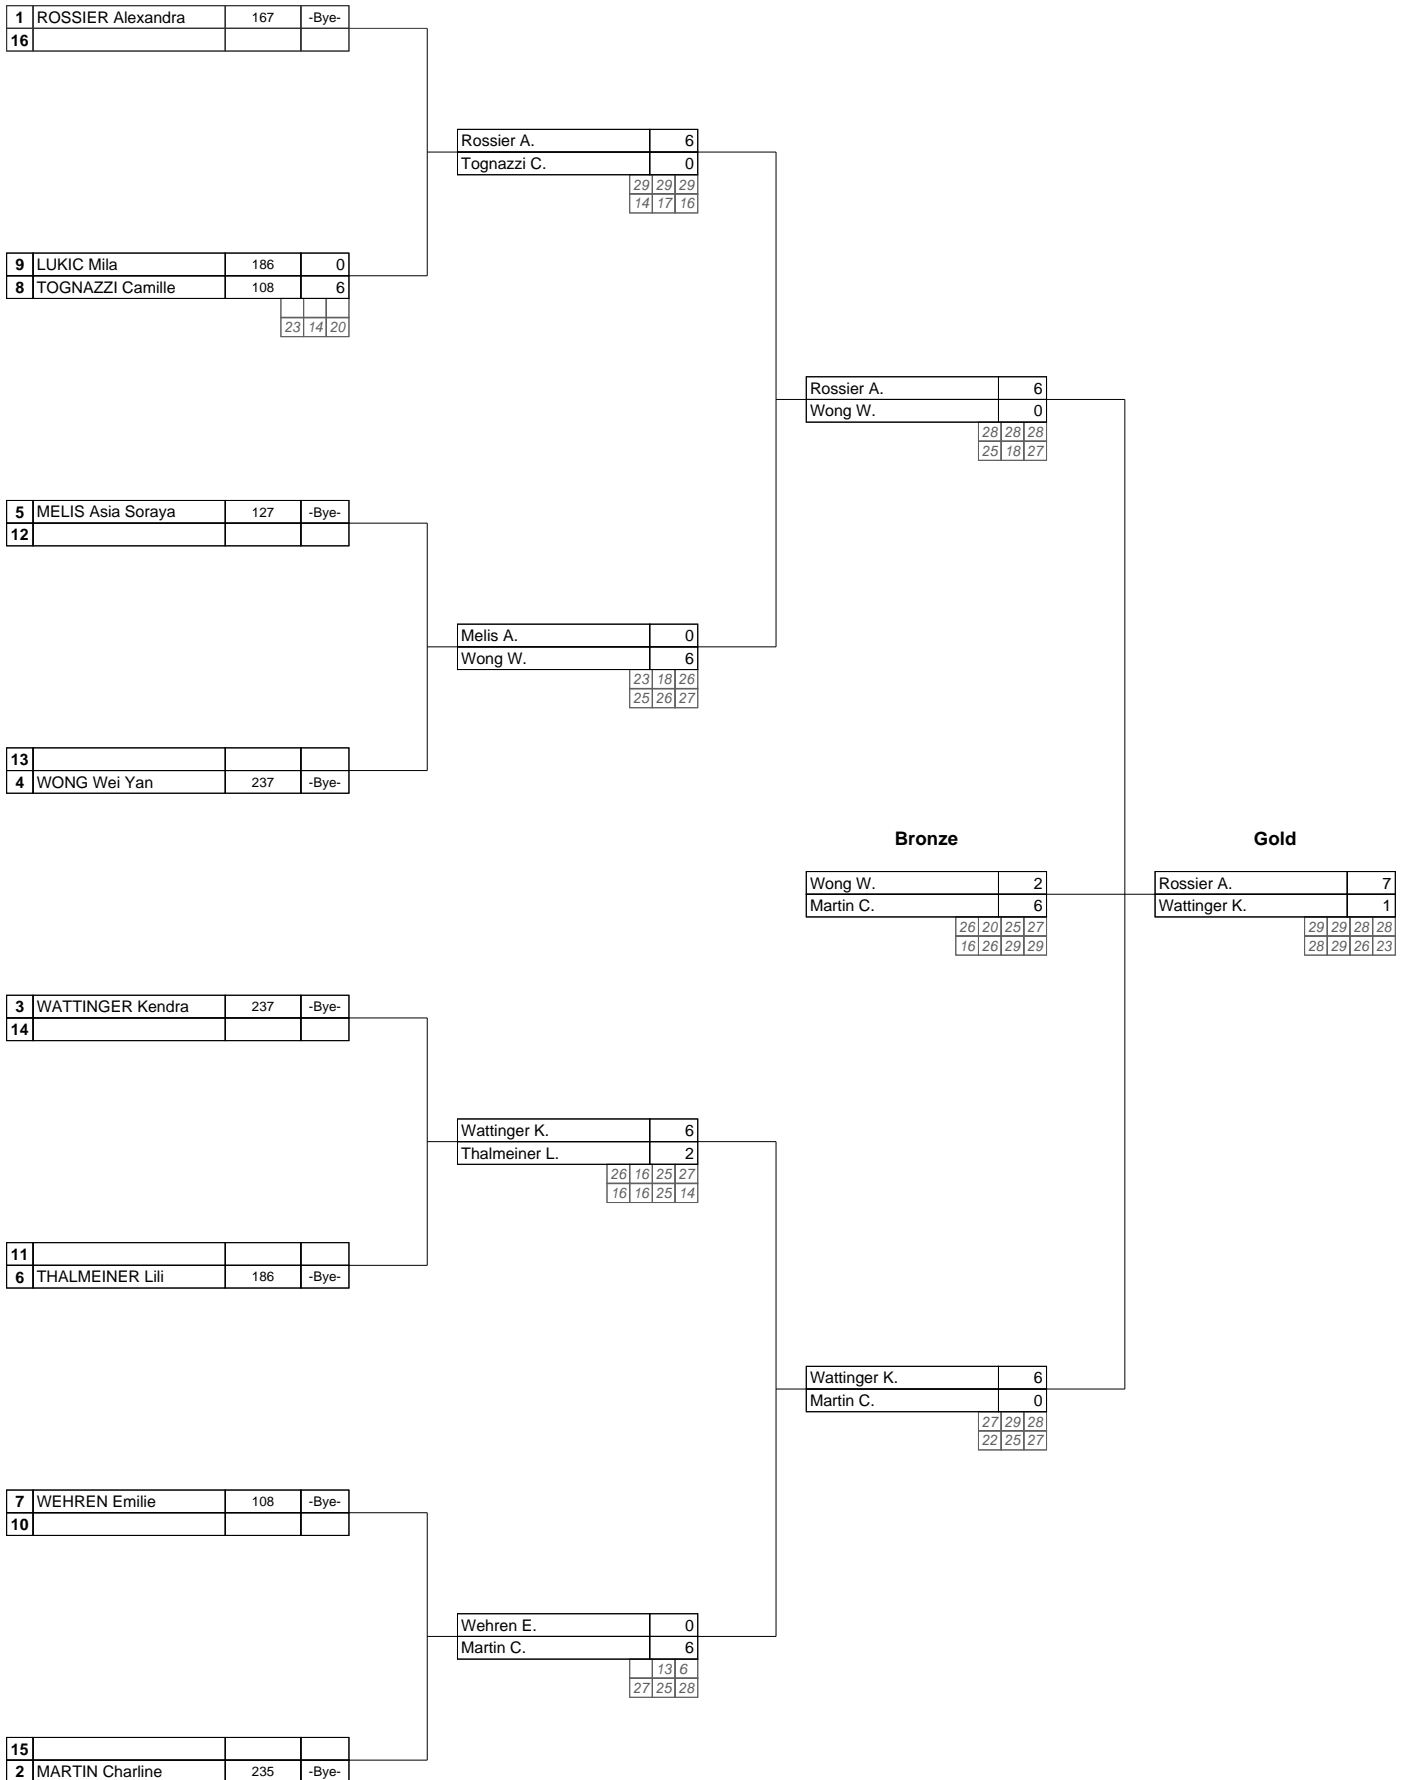 1 ROSSIER Alexandra 167 -Bye-
16
Rossier A. 6
Tognazzi C. 0
29 29 29
14 17 16
9 LUKIC Mila 186 0
8 TOGNAZZI Camille 108 6
23 14 20
Rossier A. 6
Wong W. 0
28 28 28
25 18 27
5 MELIS Asia Soraya 127 -Bye-
12
Melis A. 0
Wong W. 6
23 18 26
25 26 27
13
4 WONG Wei Yan 237 -Bye-
Bronze Gold
Wong W. 2
Martin C. 6
26 20 25 27
16 26 29 29
Rossier A. 7
Wattinger K. 1
29 29 28 28
28 29 26 23
3 WATTINGER Kendra 237 -Bye-
14
Wattinger K. 6
Thalmeiner L. 2
26 16 25 27
16 16 25 14
11
6 THALMEINER Lili 186 -Bye-
Wattinger K. 6
Martin C. 0
27 29 28
22 25 27
7 WEHREN Emilie 108 -Bye-
10
Wehren E. 0
Martin C. 6
13 6
27 25 28
15
2 MARTIN Charline 235 -Bye-